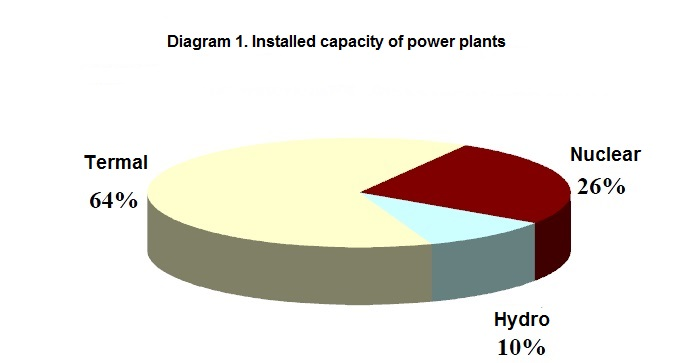 Diagram 1. Installed capacity of power plants
Termal
64%
Nuclear
26%
Hydro
10%